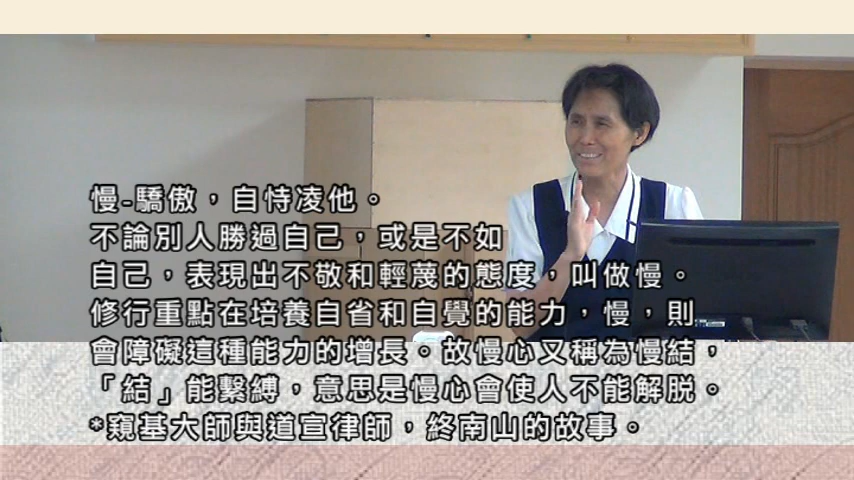 慢-驕傲，自恃凌他。
不論別人勝過自己，或是不如
自己，表現出不敬和輕蔑的態度，叫做慢。
修行重點在培養自省和自覺的能力，慢，則
會障礙這種能力的增長。故慢心又稱為慢結，
「結」能繫縛，意思是慢心會使人不能解脫。
*窺基大師與道宣律師，終南山的故事。